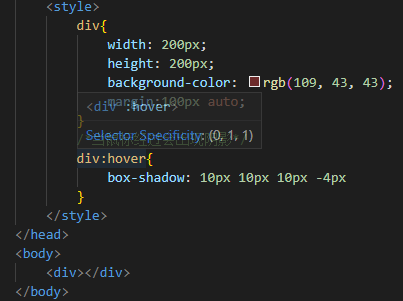 <style>
div{
width: 200px;
height: 200px;
background-color: rgb(109, 43, 43);
margin:100px auto;
<div :hover>
}
Selector Specificity: (0, 1, 1)
div:hover{
box-shadow: 10px 10px 10px -4px
}
</style>
</head>
<body>
<div></div>
</body>